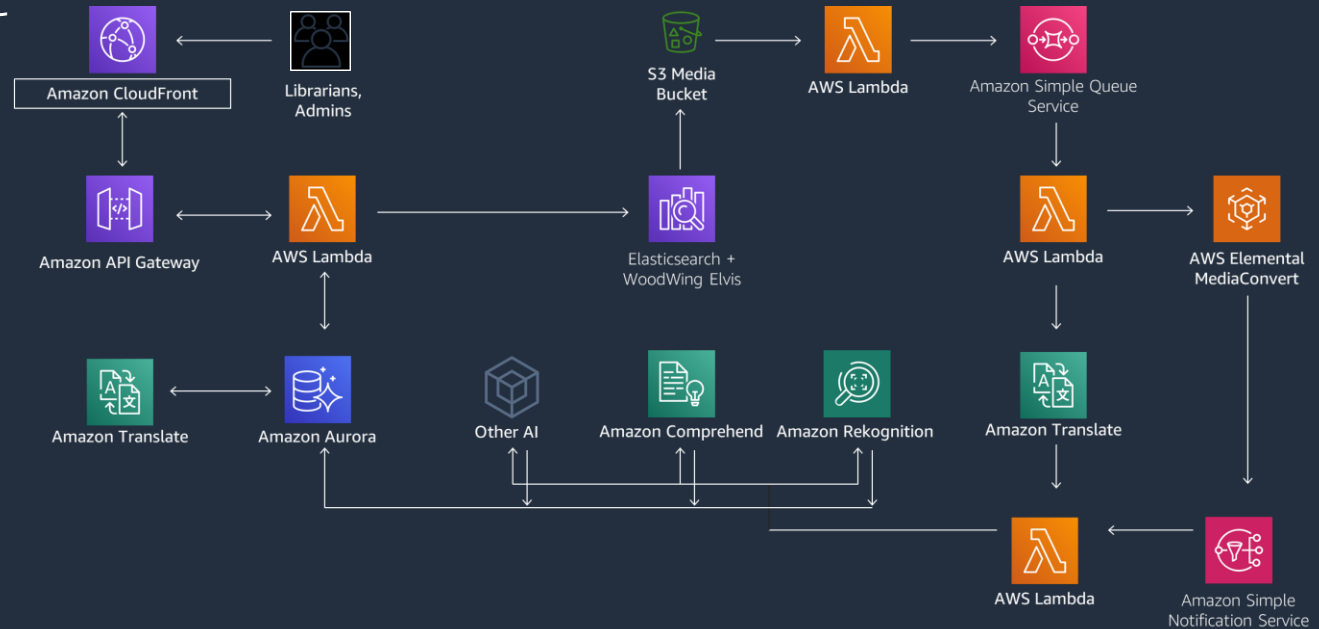 Amazon CloudFront
Librarians,
Admins
S3 Media
Bucket
AWS Lambda
Amazon Simple Queue
Service
Amazon API Gateway
AWS Lambda
Elasticsearch +
WoodWing Elvis
AWS Lambda
AWS Elemental
MediaConvert
Amazon Translate
Amazon Aurora
Other AI
Amazon Comprehend
Amazon Rekognition
Amazon Translate
AWS Lambda
Amazon Simple
Notification Service